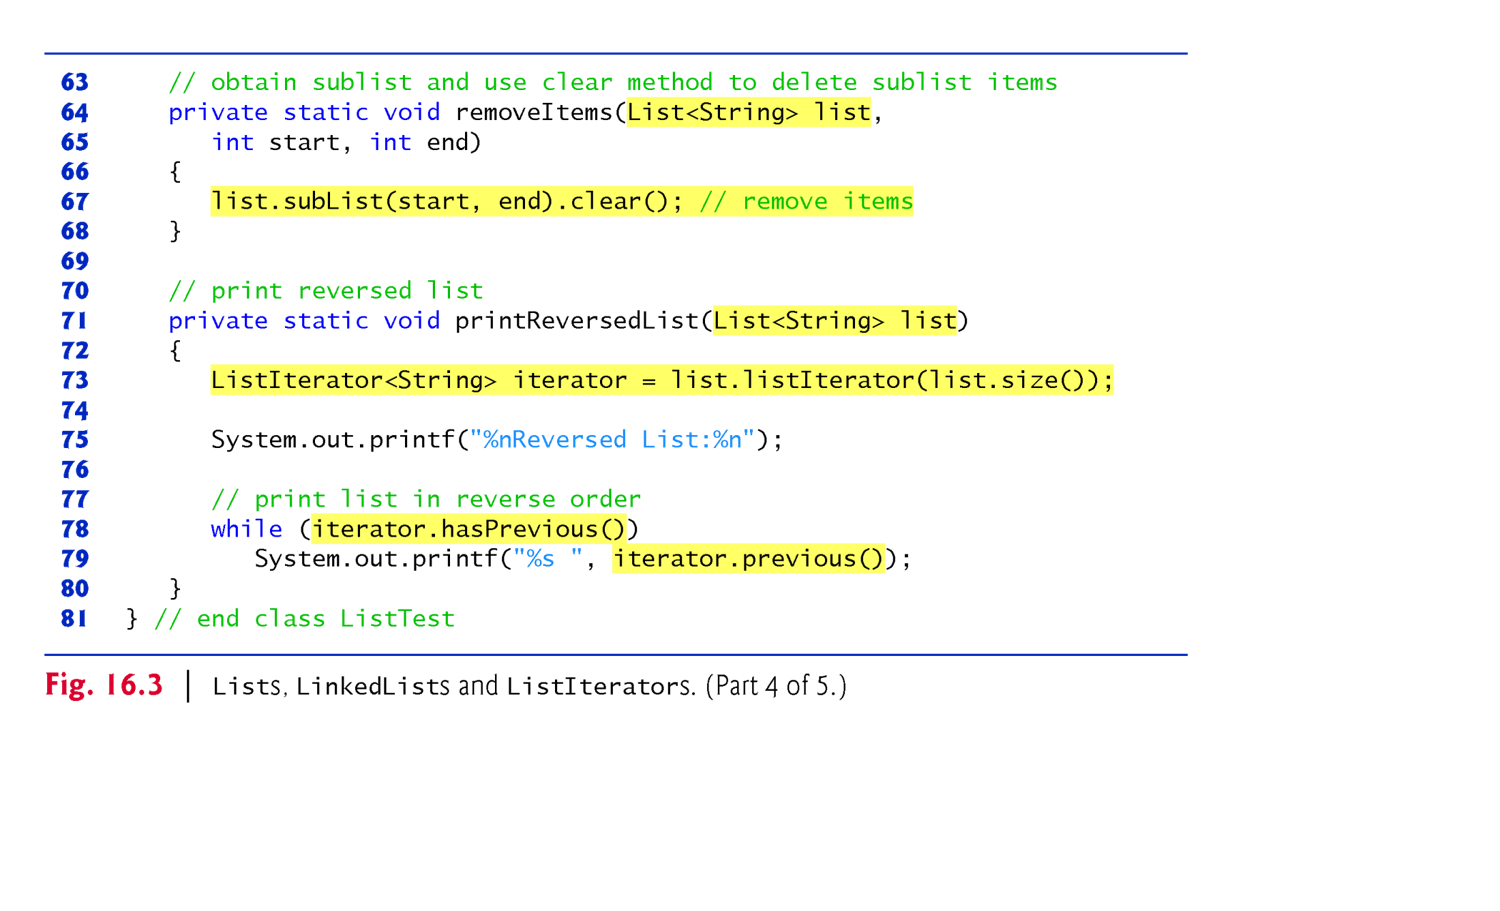 63 // obtain sublist and use clear method to delete sublist items
64 private static void removeItems(List<String> list,
65 int start, int end)
66 {
67 list.subList(start, end).clear(); // remove items
68 }
69
70 // print reversed list
71 private static void printReversedList(List<String> list)
72 {
73 ListIterator<String> iterator = list.listIterator(list.size());
74
75 System.out.printf("%nReversed List:%n");
76
77 // print list in reverse order
78 while (iterator.hasPrevious())
79 System.out.printf("%s ", iterator.previous());
80 }
81 } // end class ListTest
Fig. 16.3 | Lists, LinkedLists and ListIterators. (Part 4 of 5.)